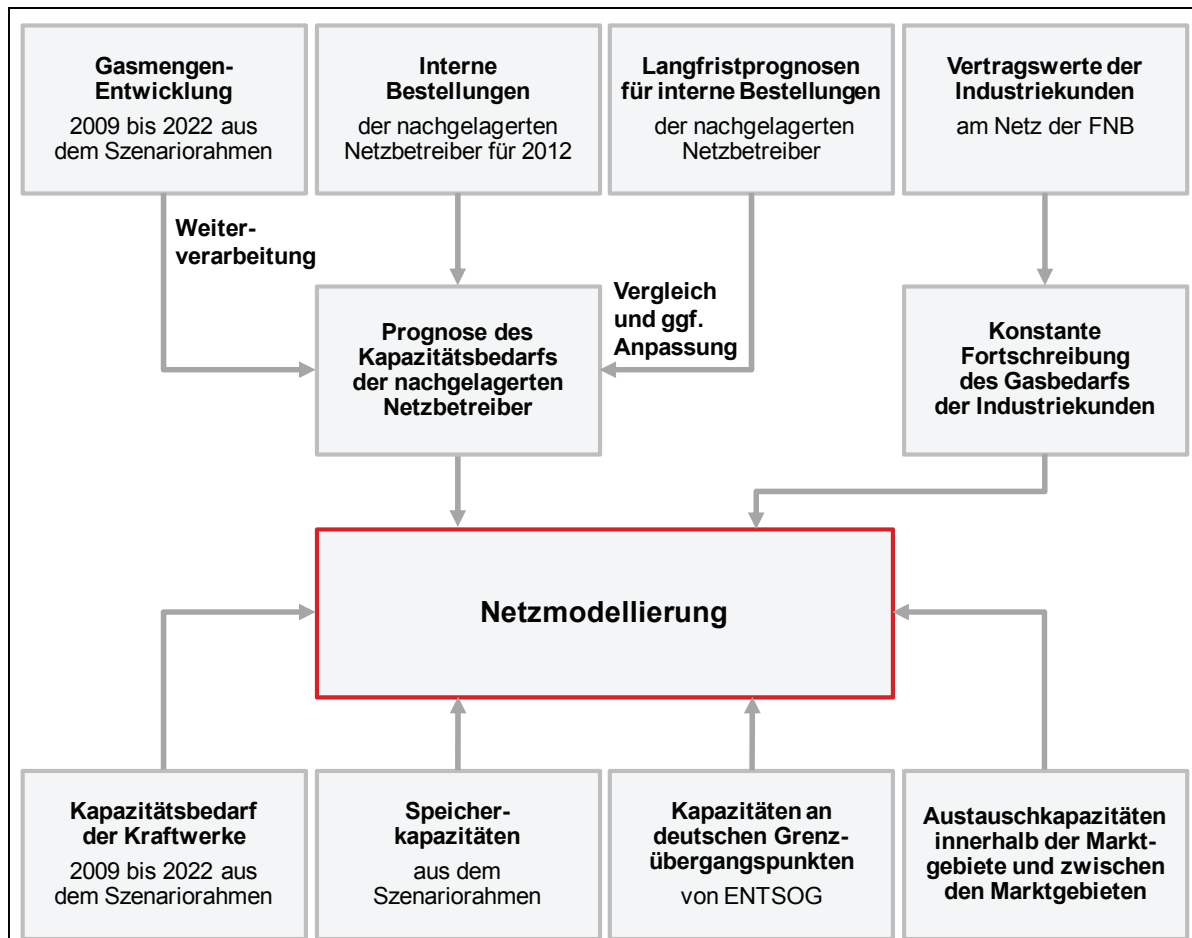 Gasmengen-
Entwicklung
2009 bis 2022 aus
dem Szenariorahmen
Interne
Bestellungen
der nachgelagerten
Netzbetreiber für 2012
Langfristprognosen
für interne Bestellungen
der nachgelagerten
Netzbetreiber
Vertragswerte der
Industriekunden
am Netz der FNB
Weiter-
verarbeitung
Vergleich
und ggf.
Anpassung
Prognose des
Kapazitätsbedarfs
der nachgelagerten
Netzbetreiber
Konstante
Fortschreibung
des Gasbedarfs
der Industriekunden
Netzmodellierung
Kapazitätsbedarf
der Kraftwerke
2009 bis 2022 aus
dem Szenariorahmen
Speicher-
kapazitäten
aus dem
Szenariorahmen
Kapazitäten an
deutschen Grenz-
übergangspunkten
von ENTSOG
Austauschkapazitäten
innerhalb der Markt-
gebiete und zwischen
den Marktgebieten